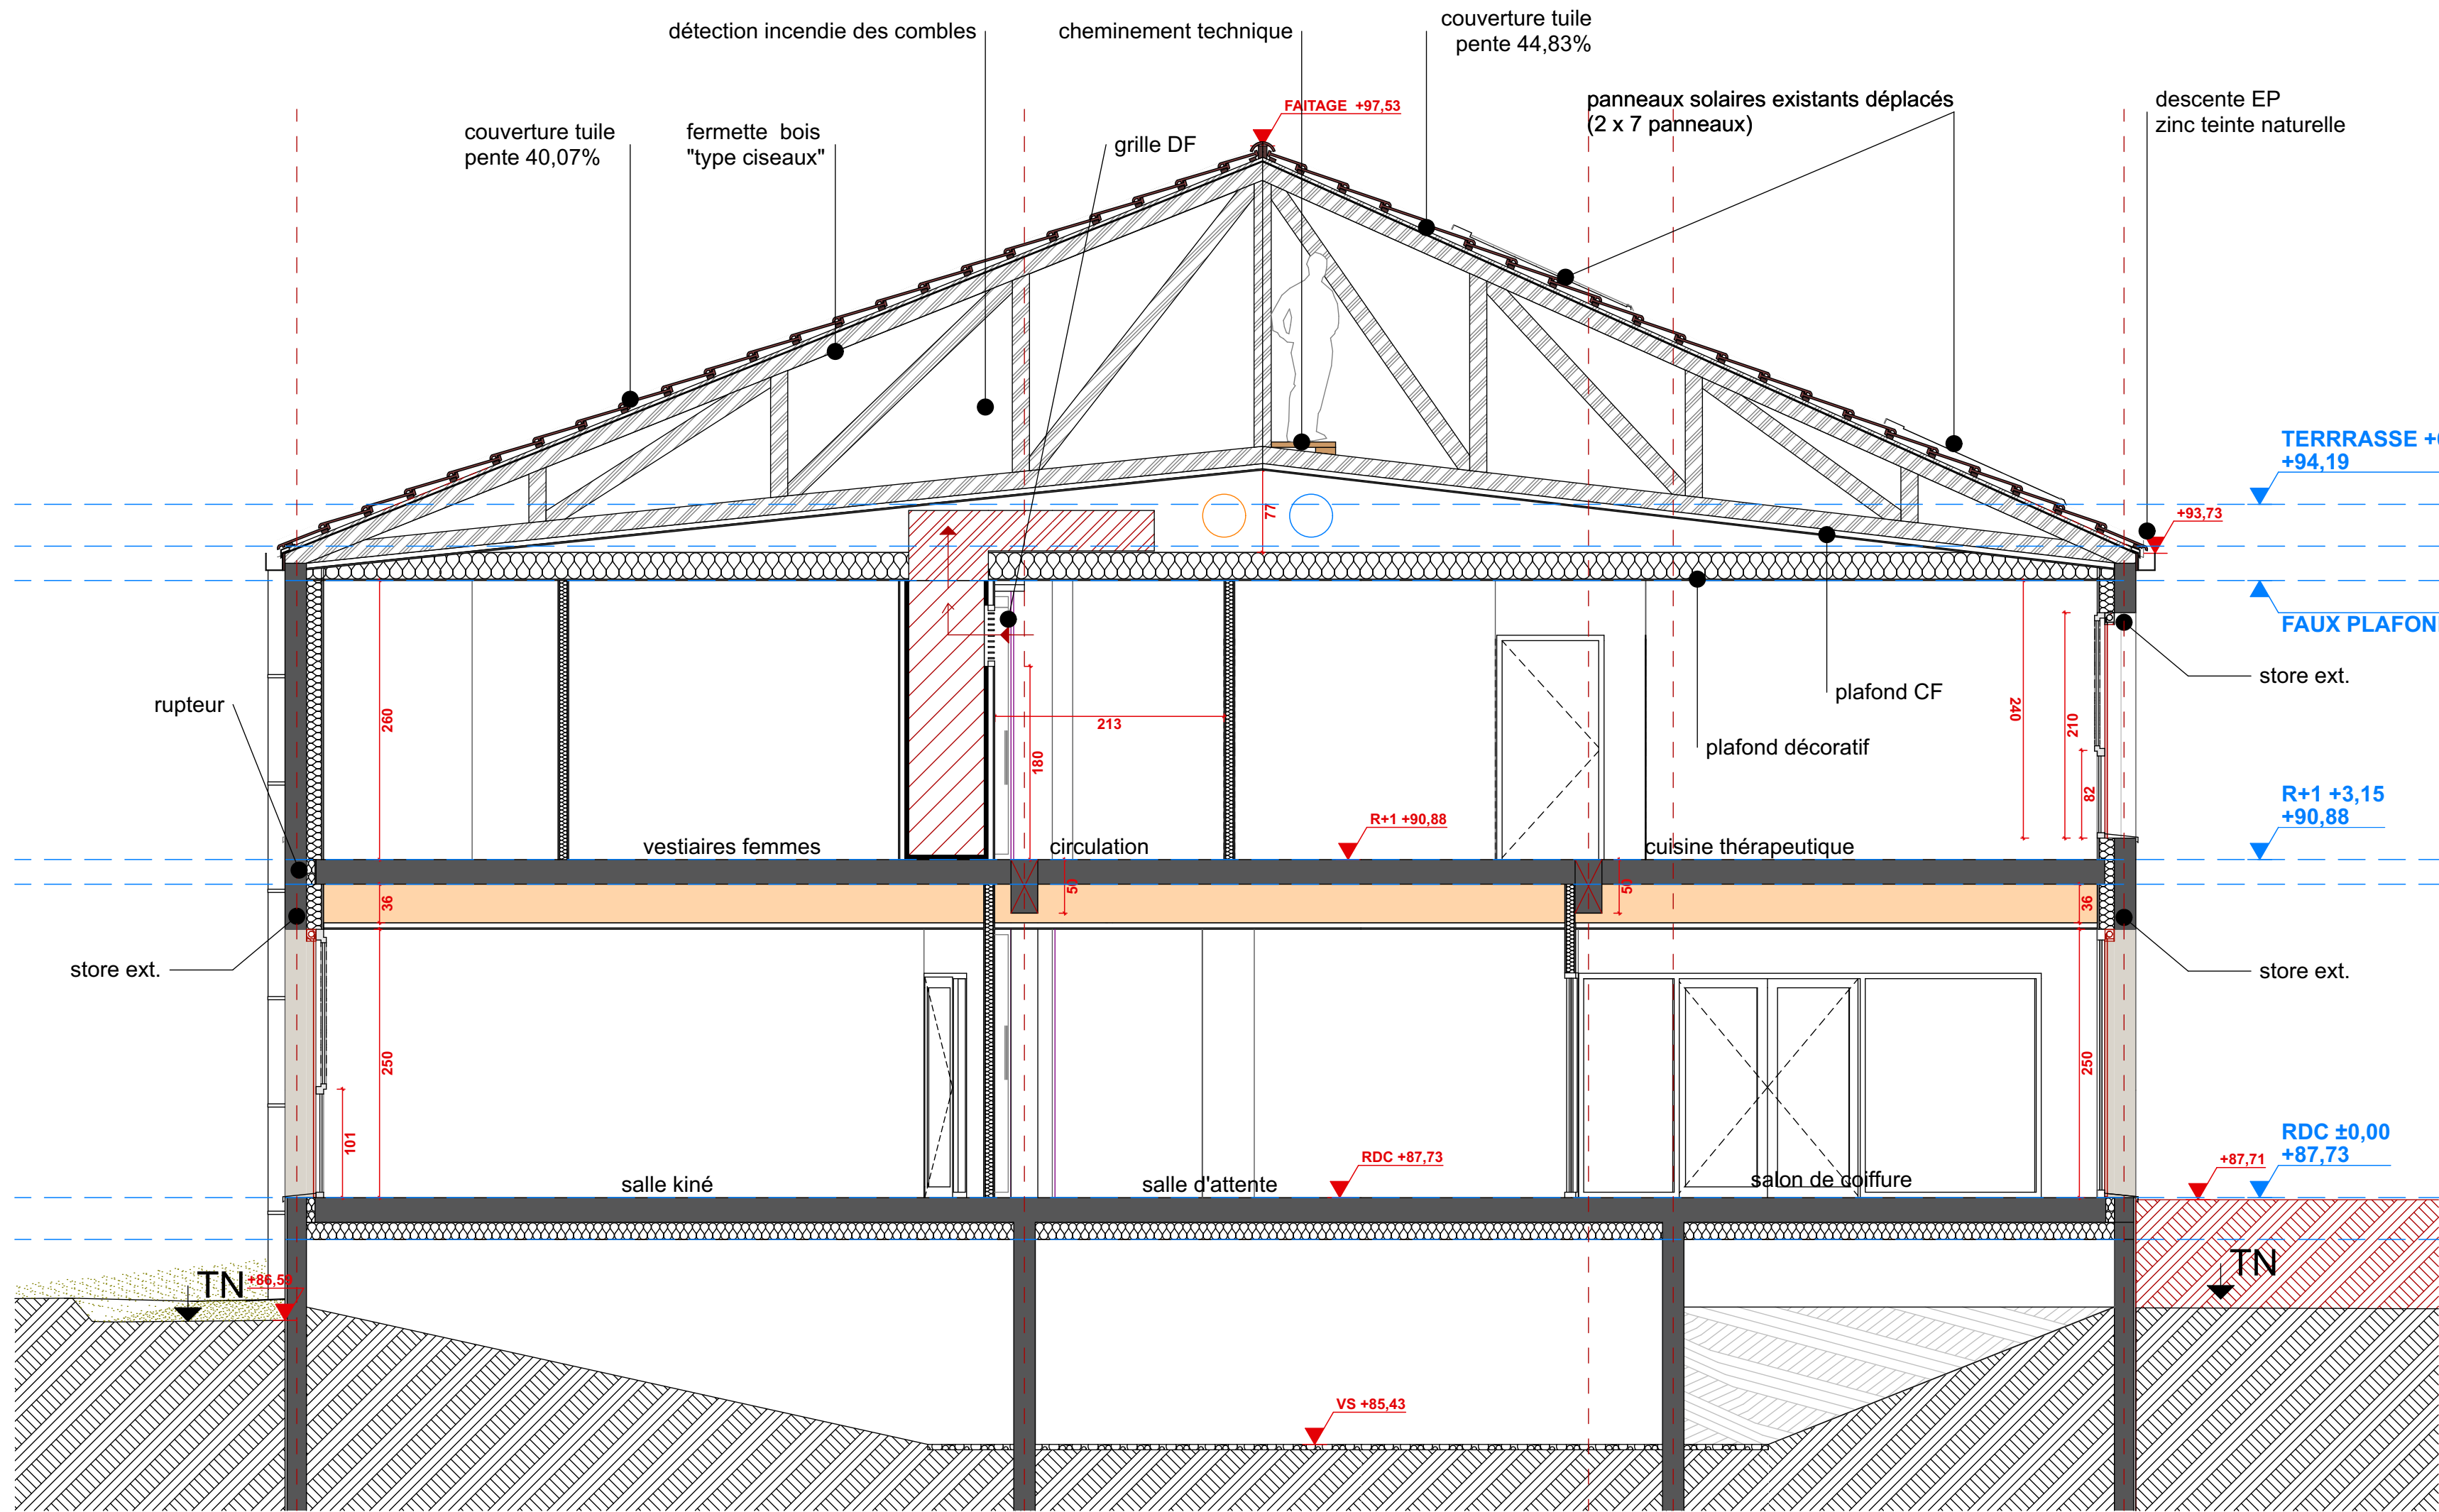 détection incendie des combles
cheminement technique
couverture tuile
pente 44,83%
FAITAGE +97,53
panneaux solaires existants déplacés
(2 x 7 panneaux)
descente EP
zinc teinte naturelle
couverture tuile
pente 40,07%
fermette bois
"type ciseaux"
grille DF
TERRRASSE
+94,19
+93,73
77
FAUX PLAFON
store ext.
rupteur
260
213
180
plafond CF
plafond décoratif
240
210
82
R+1 +3,15
+90,88
R+1 +90,88
vestiaires femmes
circulation
cuisine thérapeutique
36
50
50
36
store ext.
store ext.
250
250
101
RDC ±0,00
+87,73
+87,71
RDC +87,73
salle kiné
salle d'attente
salon de coiffure
TN
+86,59
TN
VS +85,43